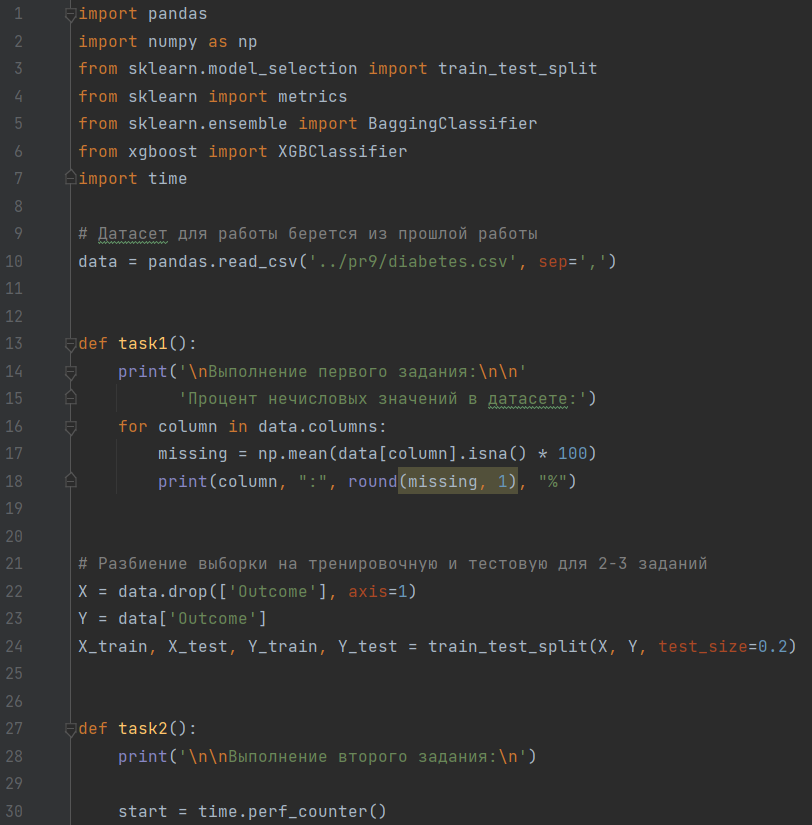 1 import pandas
2 import numpy as np
3 from sklearn.model_selection import train_test_split
4 from sklearn import metrics
5 from sklearn.ensemble import BaggingClassifier
6 from xgboost import XGBClassifier
7 import time
8
9 # Датасет для работы берется из прошлой работы
10 data = pandas.read_csv('../pr9/diabetes.csv', sep=',')
11
12
13 def task1():
14     print('\nВыполнение первого задания:\n\n'
15           'Процент нечисловых значений в датасете:')
16     for column in data.columns:
17         missing = np.mean(data[column].isna() * 100)
18         print(column, ":", round(missing, 1), "%")
19
20
21 # Разбиение выборки на тренировочную и тестовую для 2-3 заданий
22 X = data.drop(['Outcome'], axis=1)
23 Y = data['Outcome']
24 X_train, X_test, Y_train, Y_test = train_test_split(X, Y, test_size=0.2)
25
26
27 def task2():
28     print('\n\nВыполнение второго задания:\n')
29
30     start = time.perf_counter()